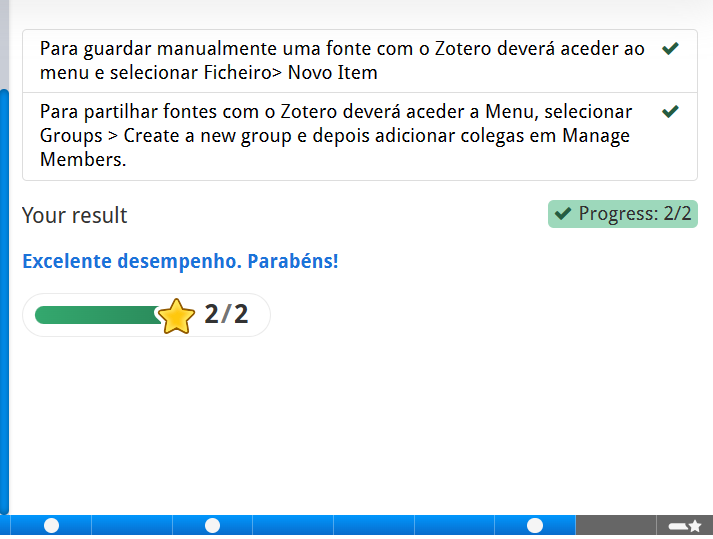 Para guardar manualmente uma fonte com o Zotero deverá aceder ao
menu e selecionar Ficheiro> Novo Item
Para partilhar fontes com o Zotero deverá aceder a Menu, selecionar
Groups > Create a new group e depois adicionar colegas em Manage
Members.
Your result
Progress: 2/2
Excelente desempenho. Parabéns!
2/2